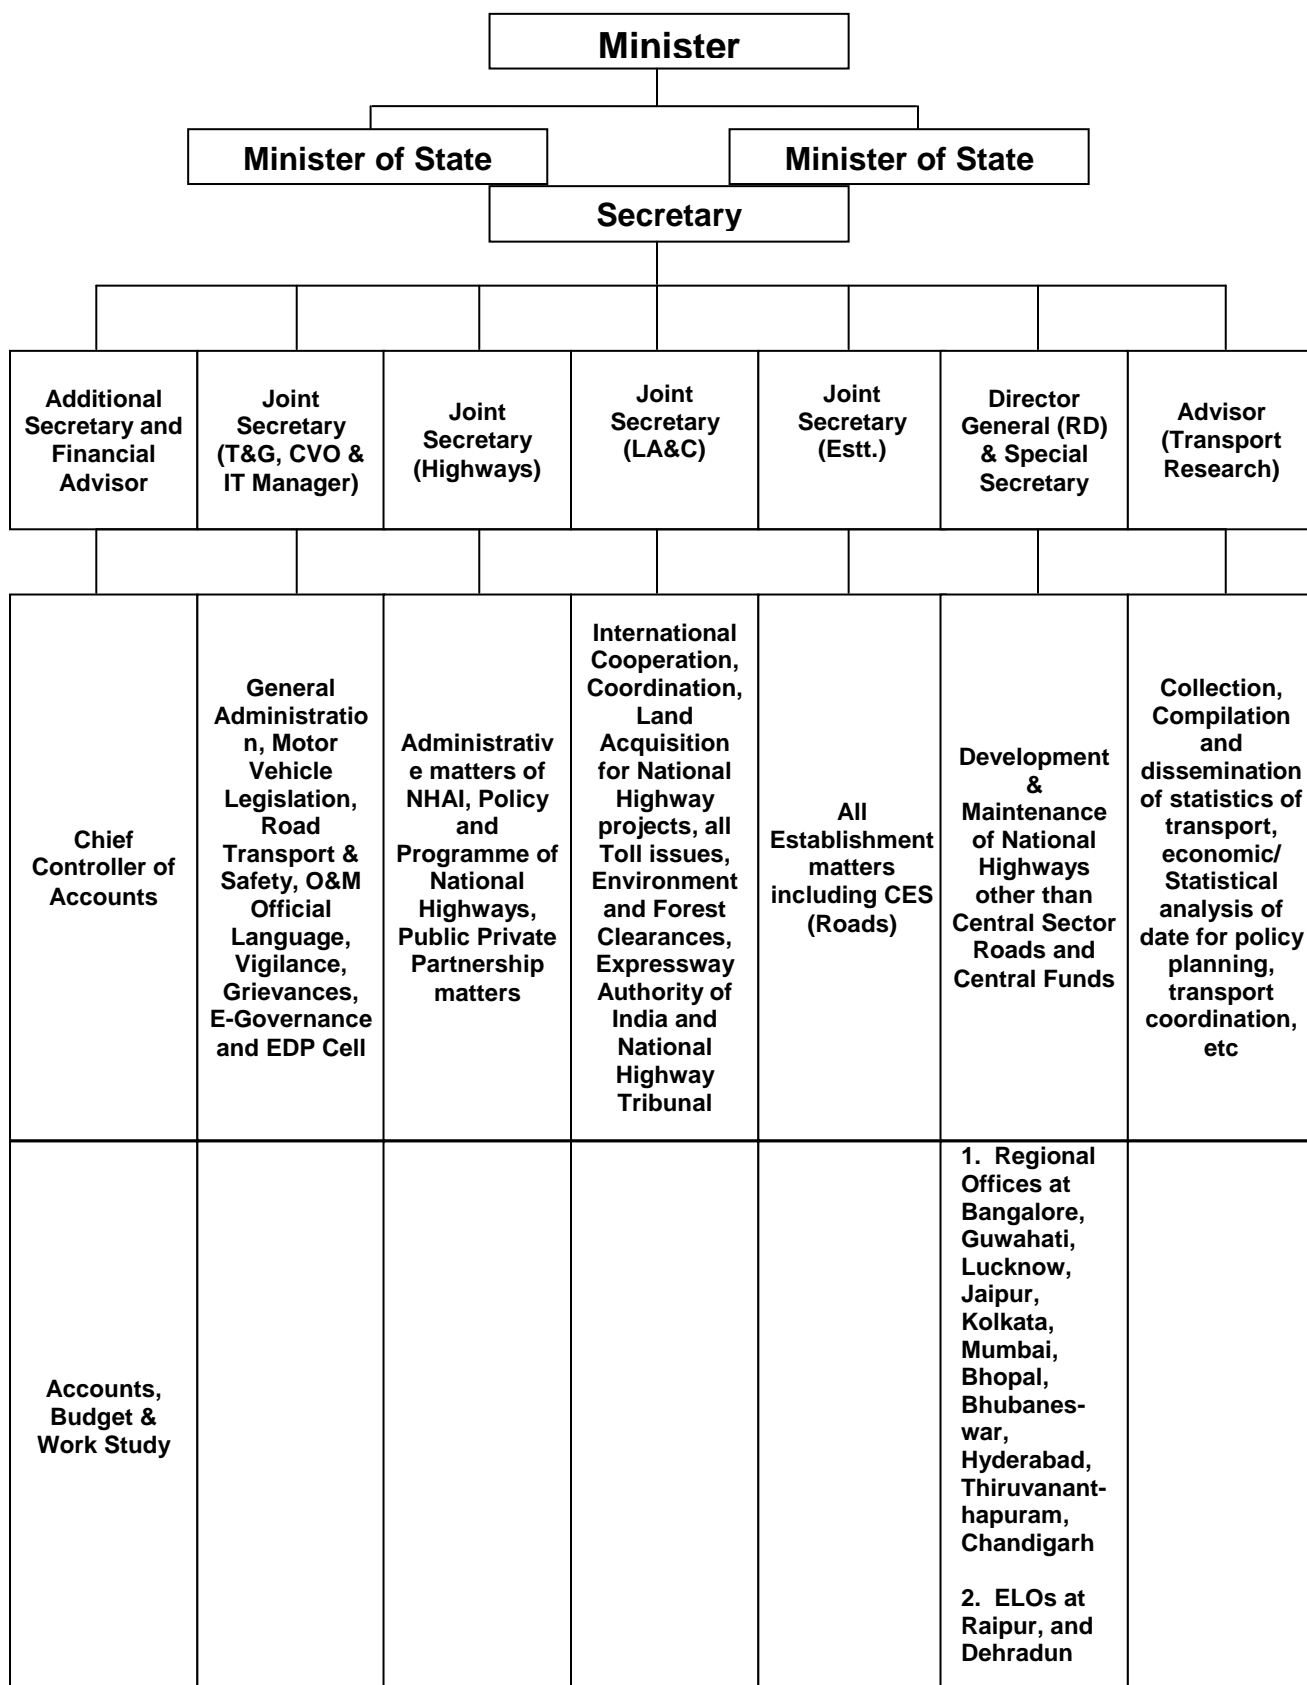 Minister
Minister of State
Minister of State
Secretary
Additional
Secretary and
Financial
Advisor
Joint
Secretary
(T&G, CVO &
IT Manager)
Joint
Secretary
(Highways)
Joint
Secretary
(LA&C)
Joint
Secretary
(Estt.)
Director
General (RD)
& Special
Secretary
Advisor
(Transport
Research)
Chief
Controller of
Accounts
General
Administratio
n, Motor
Vehicle
Legislation,
Road
Transport &
Safety, O&M
Official
Language,
Vigilance,
Grievances,
E-Governance
and EDP Cell
Administrativ
e matters of
NHAI, Policy
and
Programme of
National
Highways,
Public Private
Partnership
matters
International
Cooperation,
Coordination,
Land
Acquisition
for National
Highway
projects, all
Toll issues,
Environment
and Forest
Clearances,
Expressway
Authority of
India and
National
Highway
Tribunal
All
Establishment
matters
including CES
(Roads)
Development
&
Maintenance
of National
Highways
other than
Central Sector
Roads and
Central Funds
Collection,
Compilation
and
dissemination
of statistics of
transport,
economic/
Statistical
analysis of
date for policy
planning,
transport
coordination,
etc
Accounts,
Budget &
Work Study
1. Regional
Offices at
Bangalore,
Guwahati,
Lucknow,
Jaipur,
Kolkata,
Mumbai,
Bhopal,
Bhubanes-
war,
Hyderabad,
Thiruvanant-
hapuram,
Chandigarh
2. ELOs at
Raipur, and
Dehradun